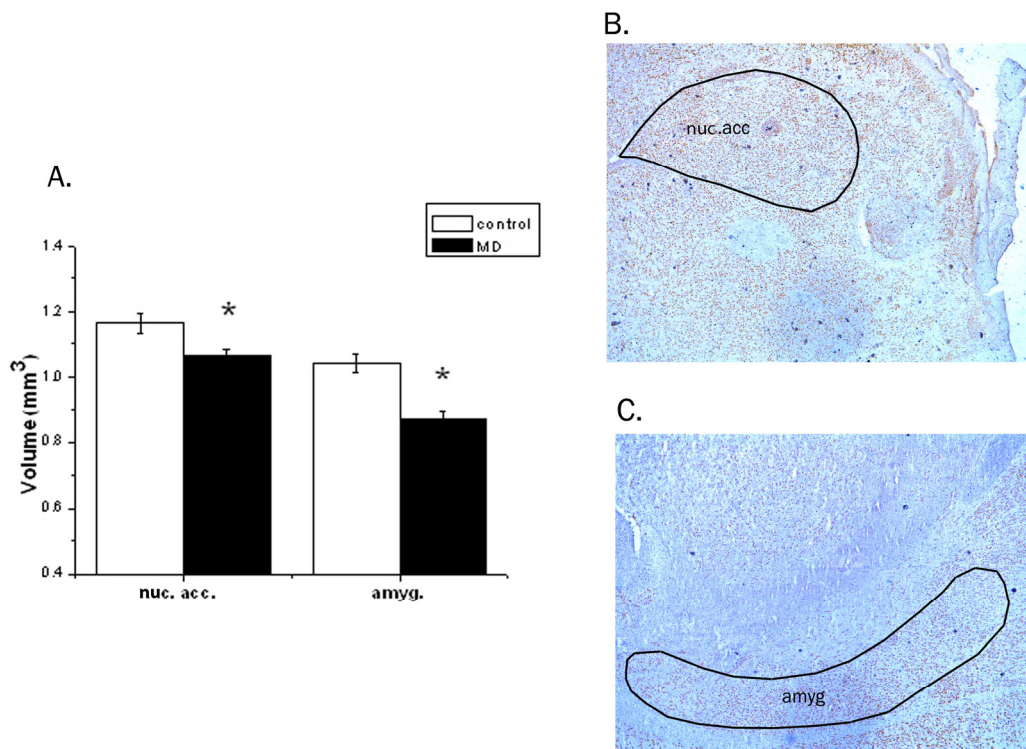 A.
control
MD
1.4
1.2
1.0
0.8
0.6
0.4
Volume (mm³)
*
*
nuc. acc.
amyg.
B.
nuc.acc
C.
amyg